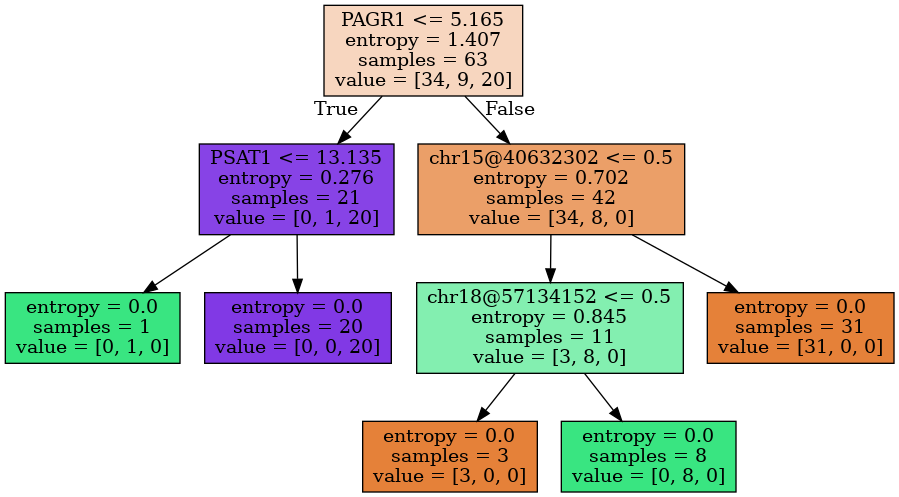 PAGR1 <= 5.165
entropy = 1.407
samples = 63
value = [34, 9, 20]
True
False
PSAT1 <= 13.135
entropy = 0.276
samples = 21
value = [0, 1, 20]
chr15@40632302 <= 0.5
entropy = 0.702
samples = 42
value = [34, 8, 0]
entropy = 0.0
samples = 1
value = [0, 1, 0]
entropy = 0.0
samples = 20
value = [0, 0, 20]
chr18@57134152 <= 0.5
entropy = 0.845
samples = 11
value = [3, 8, 0]
entropy = 0.0
samples = 31
value = [31, 0, 0]
entropy = 0.0
samples = 3
value = [3, 0, 0]
entropy = 0.0
samples = 8
value = [0, 8, 0]